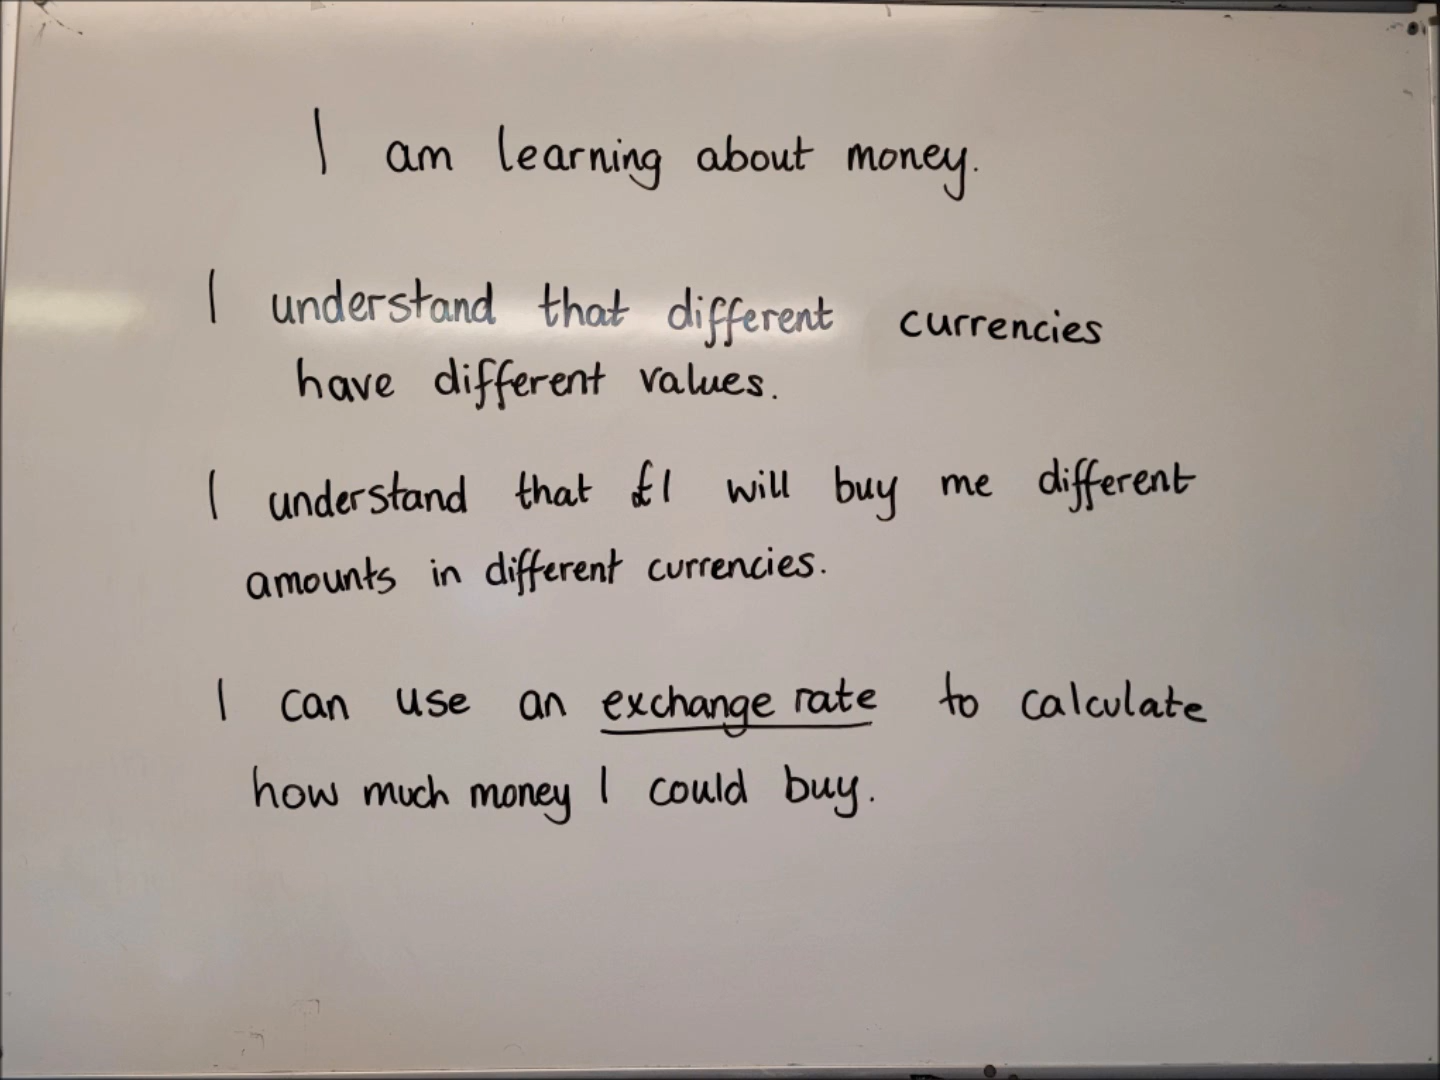 I am learning about money.
I understand that different currencies
have different values.
I understand that £1 will buy me different
amounts in different currencies.
I can use an exchange rate to calculate
how much money I could buy.